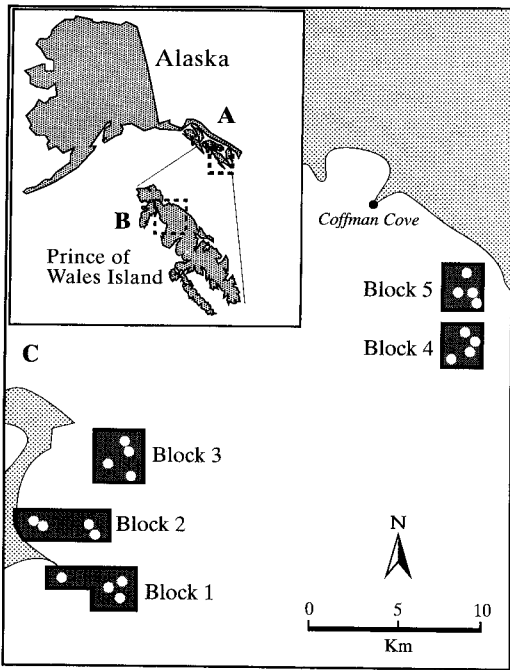 Alaska
A
B
Prince of
Wales Island
Coffman Cove
Block 5
Block 4
C
Block 3
Block 2
Block 1
N
0 5 10
Km